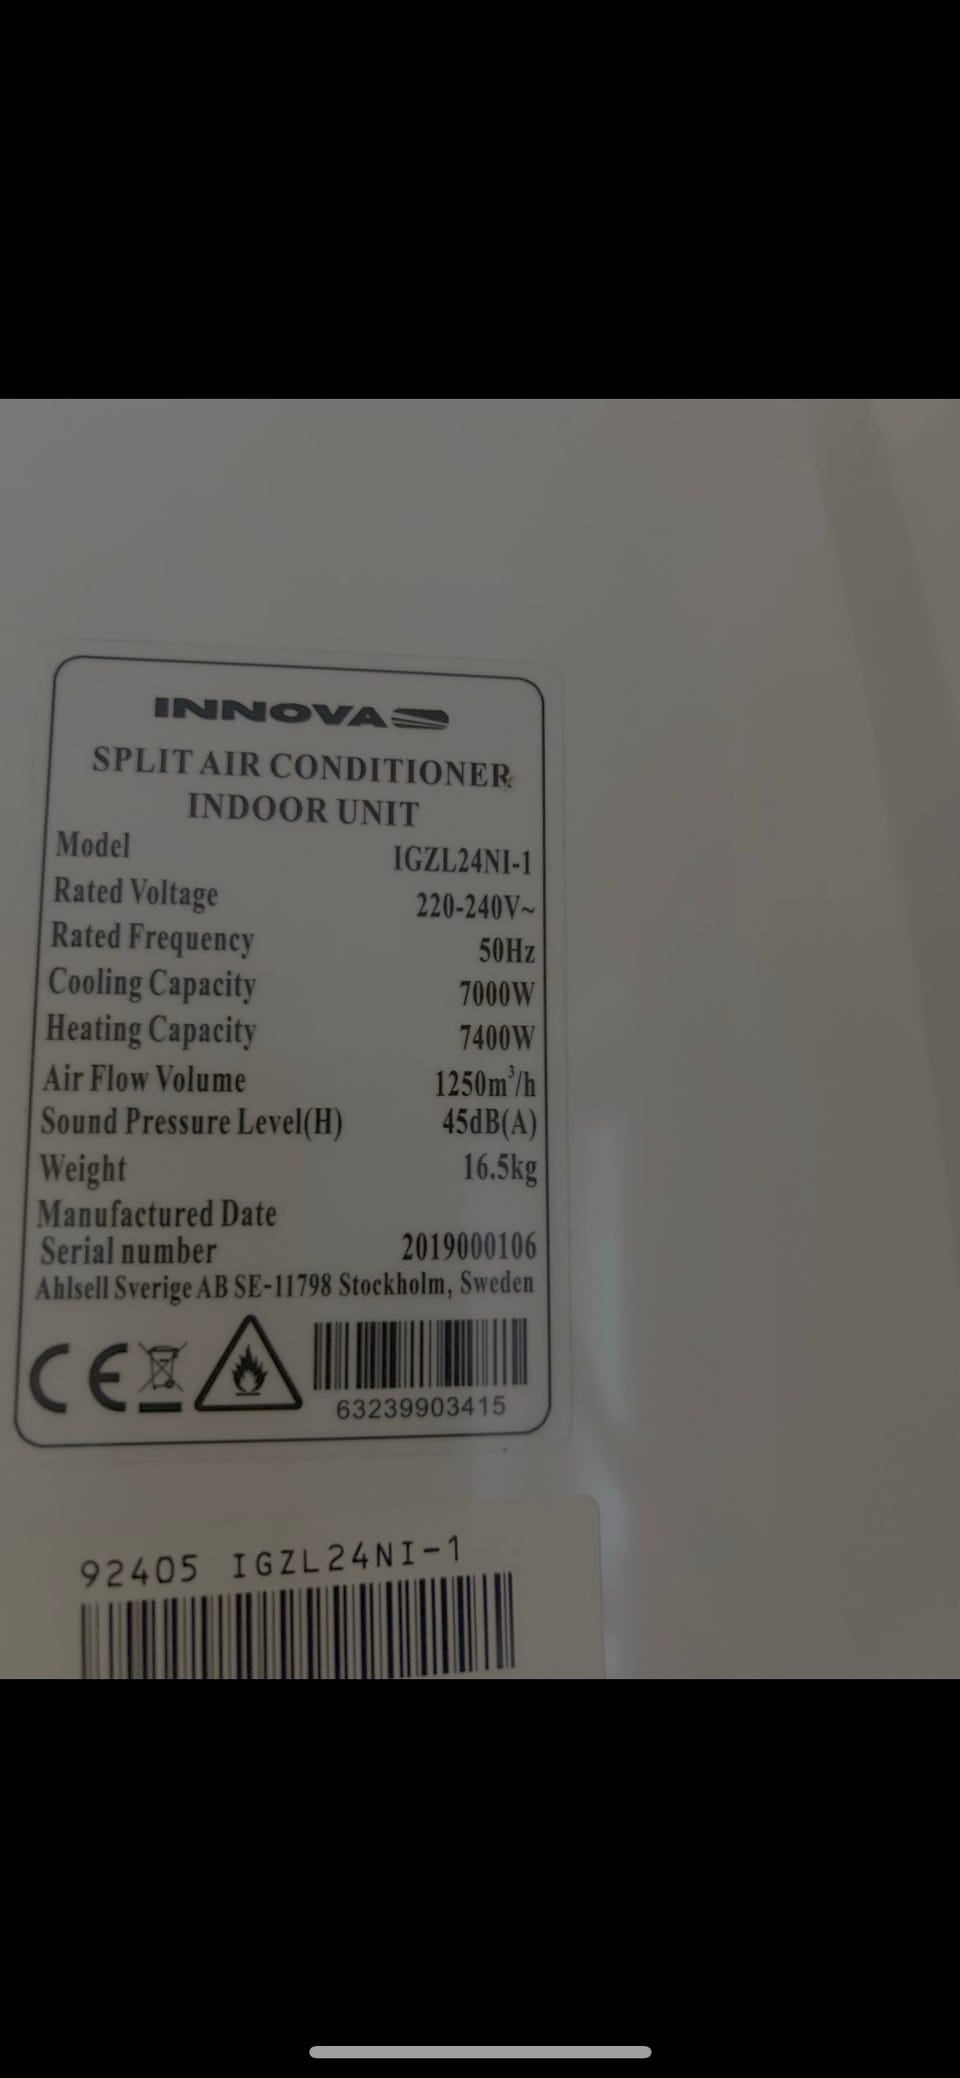 INNOVA
SPLIT AIR CONDITIONER
INDOOR UNIT
Model IGZL24NI-1
Rated Voltage 220-240V~
Rated Frequency 50Hz
Cooling Capacity 7000W
Heating Capacity 7400W
Air Flow Volume 1250m³/h
Sound Pressure Level(H) 45dB(A)
Weight 16.5kg
Manufactured Date
Serial number 2019000106
Ahlsell Sverige AB SE-11798 Stockholm, Sweden
CE
63239903415
92405 IGZL24NI-1